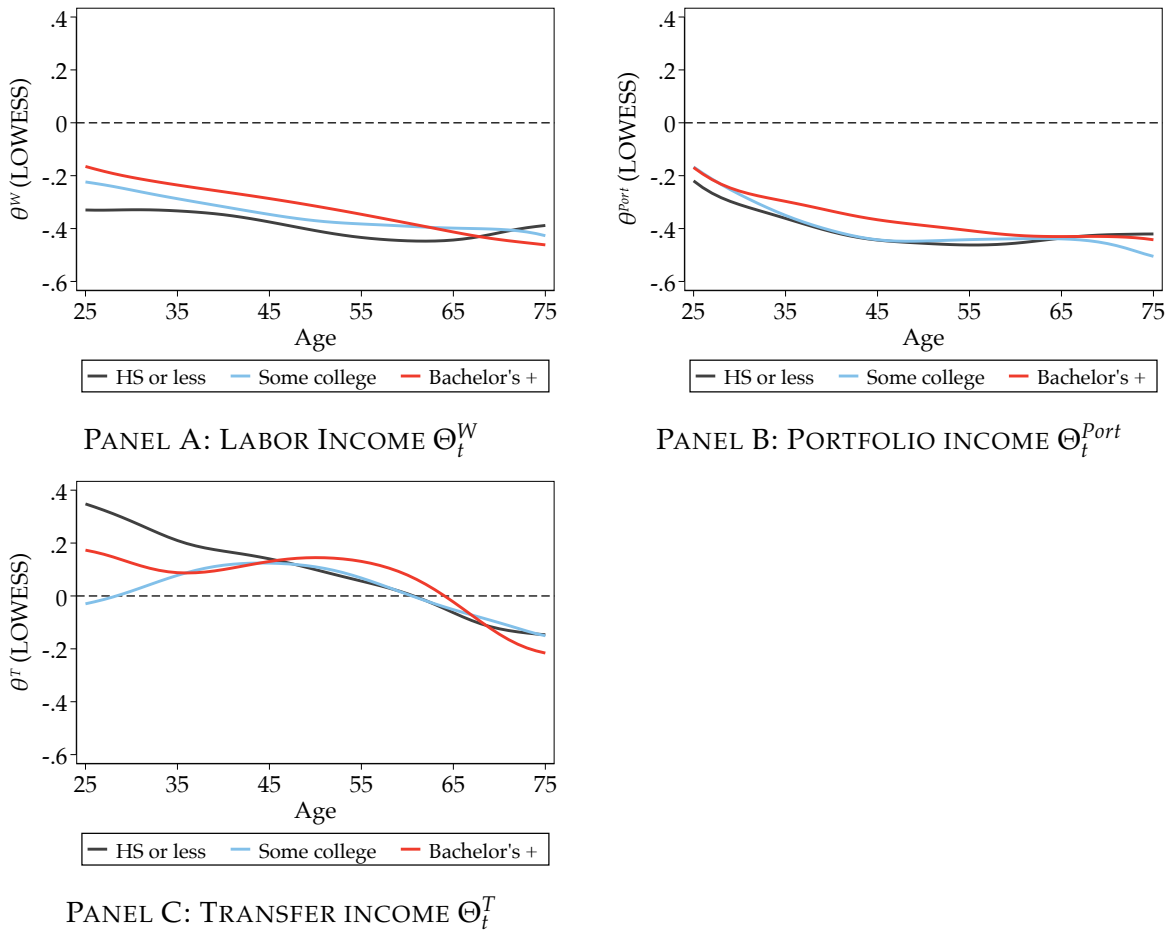 .4
.2
0
-.2
-.4
-.6
θ^W (LOWESS)
25 35 45 55 65 75
Age
HS or less Some college Bachelor's +
PANEL A: LABOR INCOME Θ_t^W
.4
.2
0
-.2
-.4
-.6
θ^Port (LOWESS)
25 35 45 55 65 75
Age
HS or less Some college Bachelor's +
PANEL B: PORTFOLIO INCOME Θ_t^Port
.4
.2
0
-.2
-.4
-.6
θ^T (LOWESS)
25 35 45 55 65 75
Age
HS or less Some college Bachelor's +
PANEL C: TRANSFER INCOME Θ_t^T